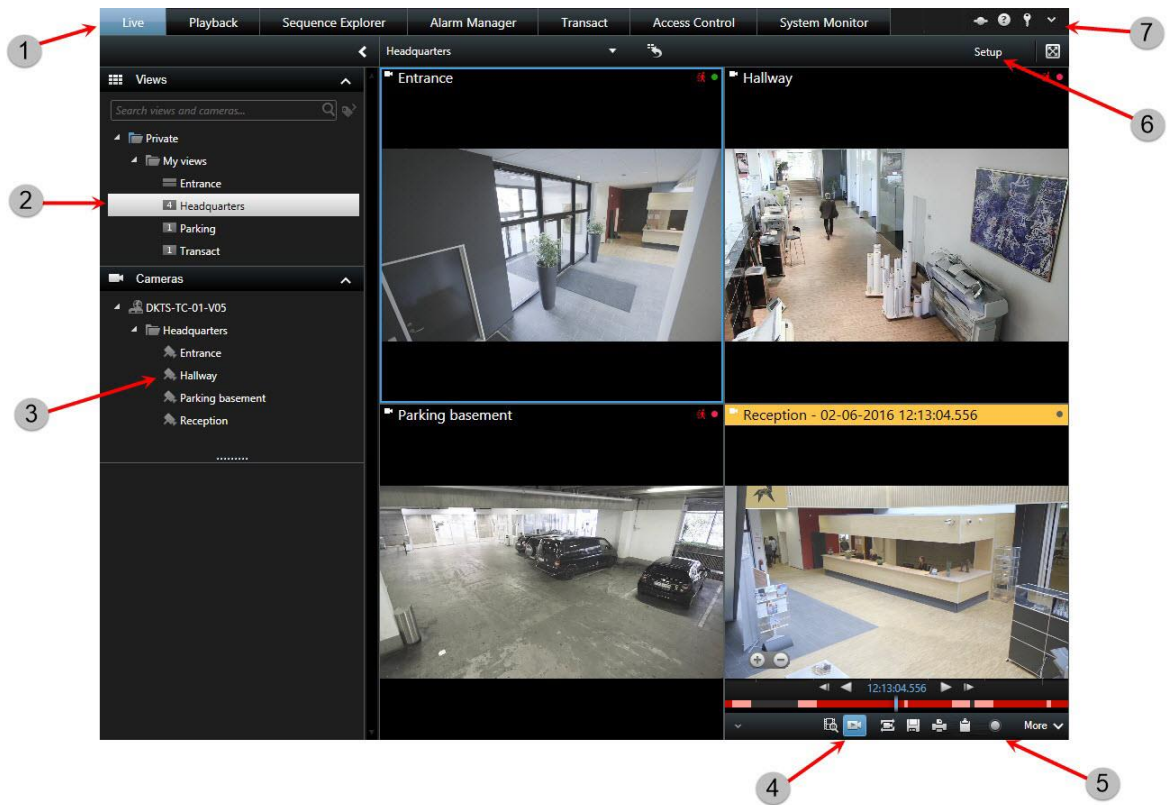 Live Playback Sequence Explorer Alarm Manager Transact Access Control System Monitor
1
7
Headquarters
Setup
6
Views
Search views and cameras...
Private
My views
Entrance
2
Headquarters
Parking
Transact
Cameras
DKTS-TC-01-V05
Headquarters
Entrance
3
Hallway
Parking basement
Reception
Entrance
Hallway
Parking basement
Reception - 02-06-2016 12:13:04.556
12:13:04.556
More
4
5